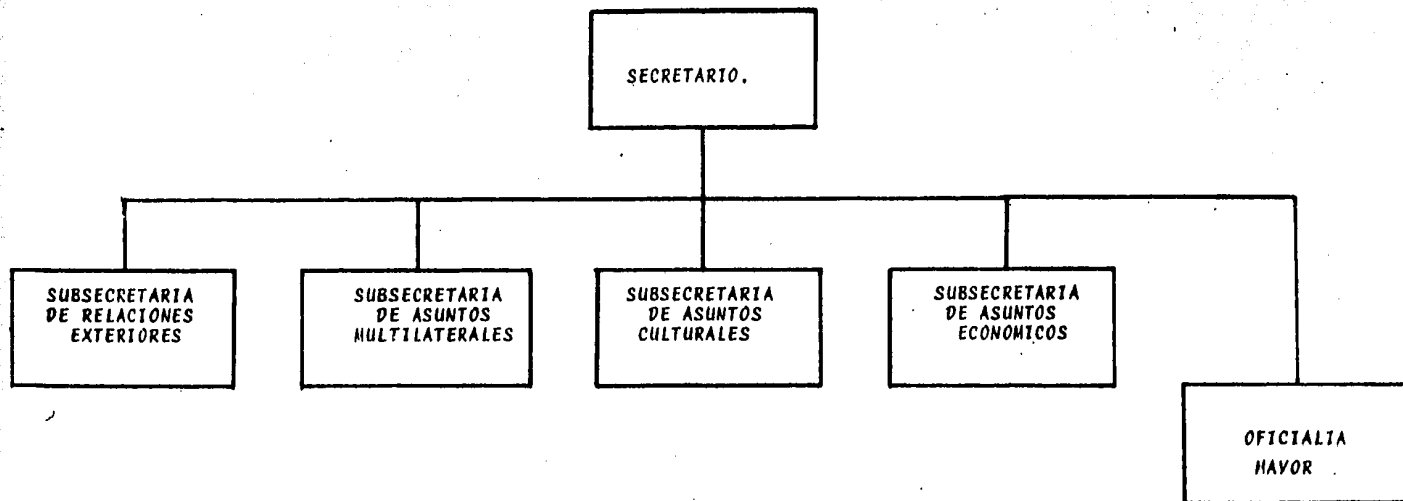 SECRETARIO.
SUBSECRETARIA
DE RELACIONES
EXTERIORES
SUBSECRETARIA
DE ASUNTOS
MULTILATERALES
SUBSECRETARIA
DE ASUNTOS
CULTURALES
SUBSECRETARIA
DE ASUNTOS
ECONOMICOS
OFICIALIA
MAYOR